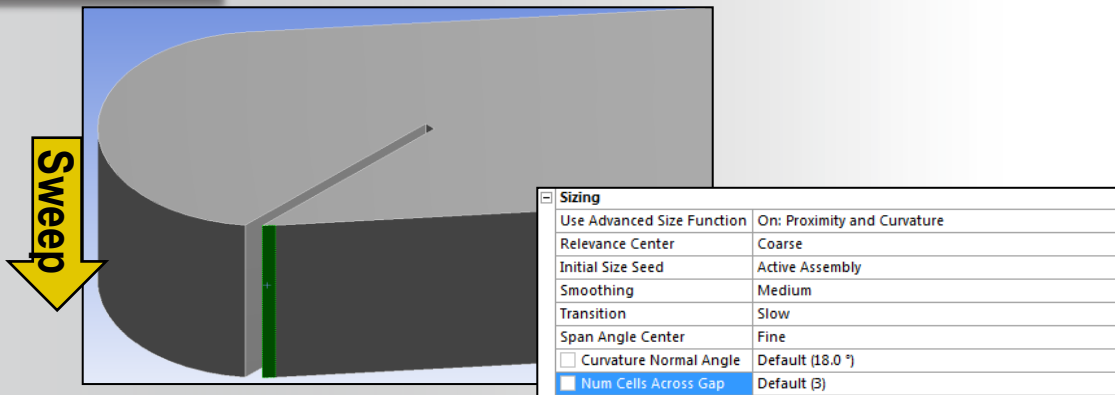 Sweep
Sizing
Use Advanced Size Function On: Proximity and Curvature
Relevance Center Coarse
Initial Size Seed Active Assembly
Smoothing Medium
Transition Slow
Span Angle Center Fine
Curvature Normal Angle Default (18.0 °)
Num Cells Across Gap Default (3)